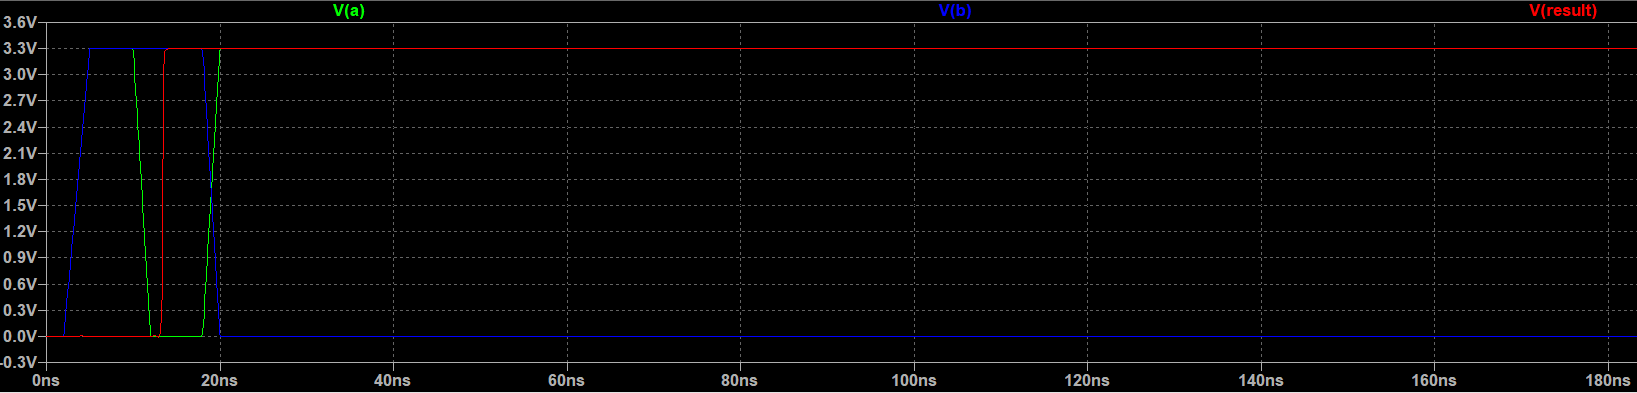 V(a) V(b) V(result)
3.6V
3.3V
3.0V
2.7V
2.4V
2.1V
1.8V
1.5V
1.2V
0.9V
0.6V
0.3V
0.0V
-0.3V
0ns 20ns 40ns 60ns 80ns 100ns 120ns 140ns 160ns 180ns